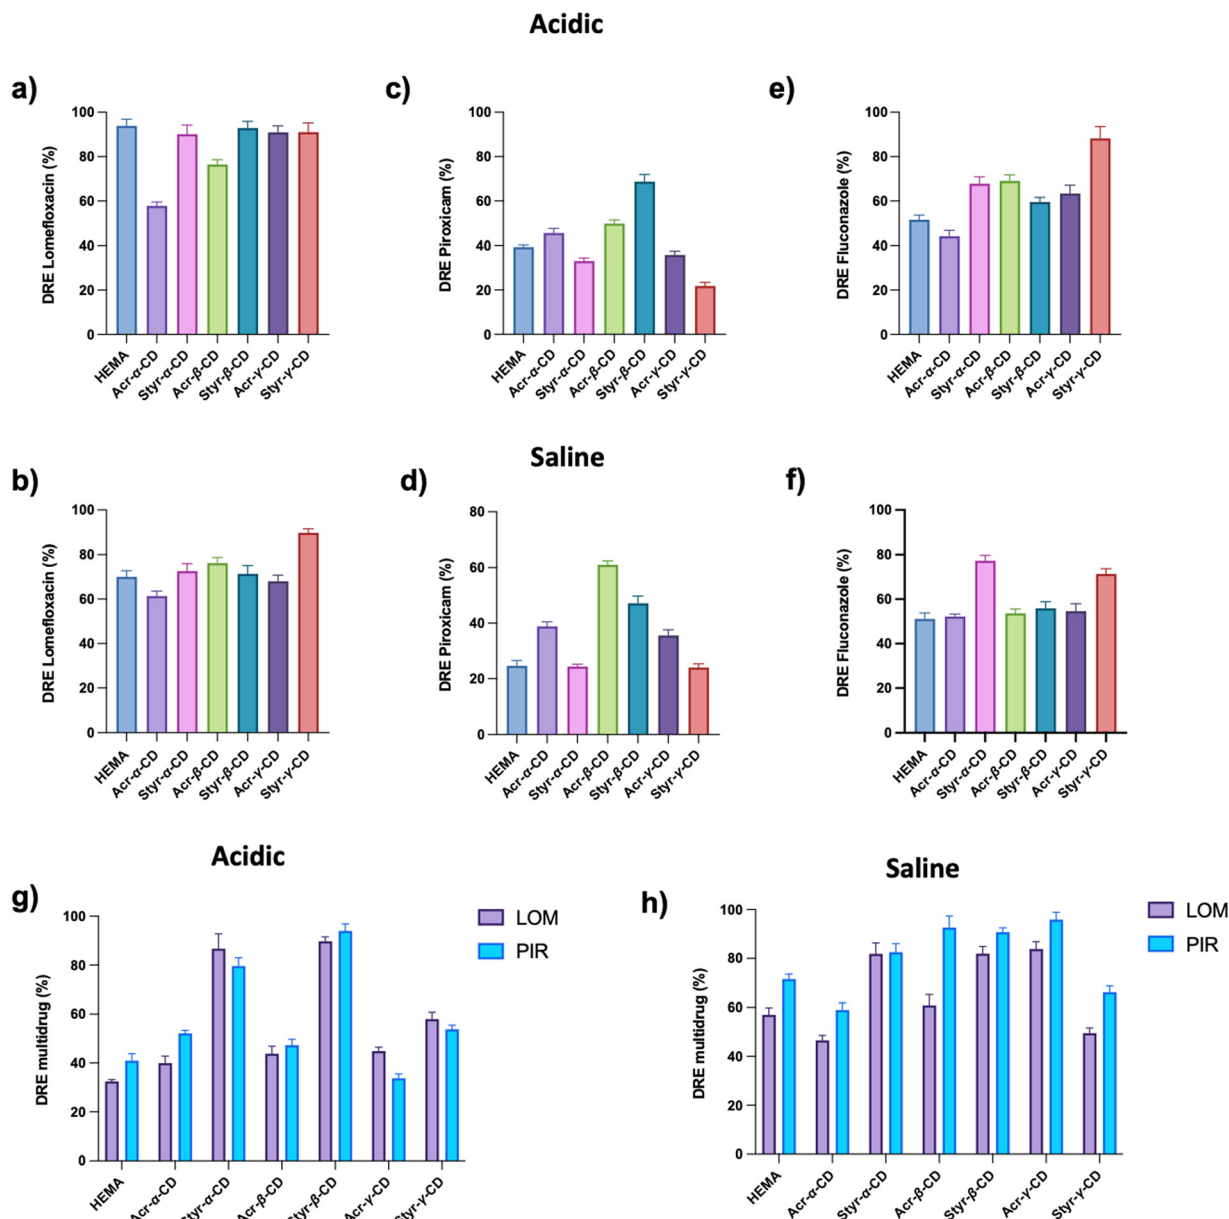 Acidic
a)
DRE Lomefloxacin (%)
100
80
60
40
20
0
HEMA
Acr-α-CD
Styr-α-CD
Acr-β-CD
Styr-β-CD
Acr-γ-CD
Styr-γ-CD
c)
DRE Piroxicam (%)
100
80
60
40
20
0
HEMA
Acr-α-CD
Styr-α-CD
Acr-β-CD
Styr-β-CD
Acr-γ-CD
Styr-γ-CD
e)
DRE Fluconazole (%)
100
80
60
40
20
0
HEMA
Acr-α-CD
Styr-α-CD
Acr-β-CD
Styr-β-CD
Acr-γ-CD
Styr-γ-CD
Saline
b)
DRE Lomefloxacin (%)
100
80
60
40
20
0
HEMA
Acr-α-CD
Styr-α-CD
Acr-β-CD
Styr-β-CD
Acr-γ-CD
Styr-γ-CD
d)
DRE Piroxicam (%)
80
60
40
20
0
HEMA
Acr-α-CD
Styr-α-CD
Acr-β-CD
Styr-β-CD
Acr-γ-CD
Styr-γ-CD
f)
DRE Fluconazole (%)
100
80
60
40
20
0
HEMA
Acr-α-CD
Styr-α-CD
Acr-β-CD
Styr-β-CD
Acr-γ-CD
Styr-γ-CD
Acidic
g)
DRE multidrug (%)
100
80
60
40
20
0
HEMA
Acr-α-CD
Styr-α-CD
Acr-β-CD
Styr-β-CD
Acr-γ-CD
Styr-γ-CD
LOM
PIR
Saline
h)
DRE multidrug (%)
100
80
60
40
20
0
HEMA
Acr-α-CD
Styr-α-CD
Acr-β-CD
Styr-β-CD
Acr-γ-CD
Styr-γ-CD
LOM
PIR